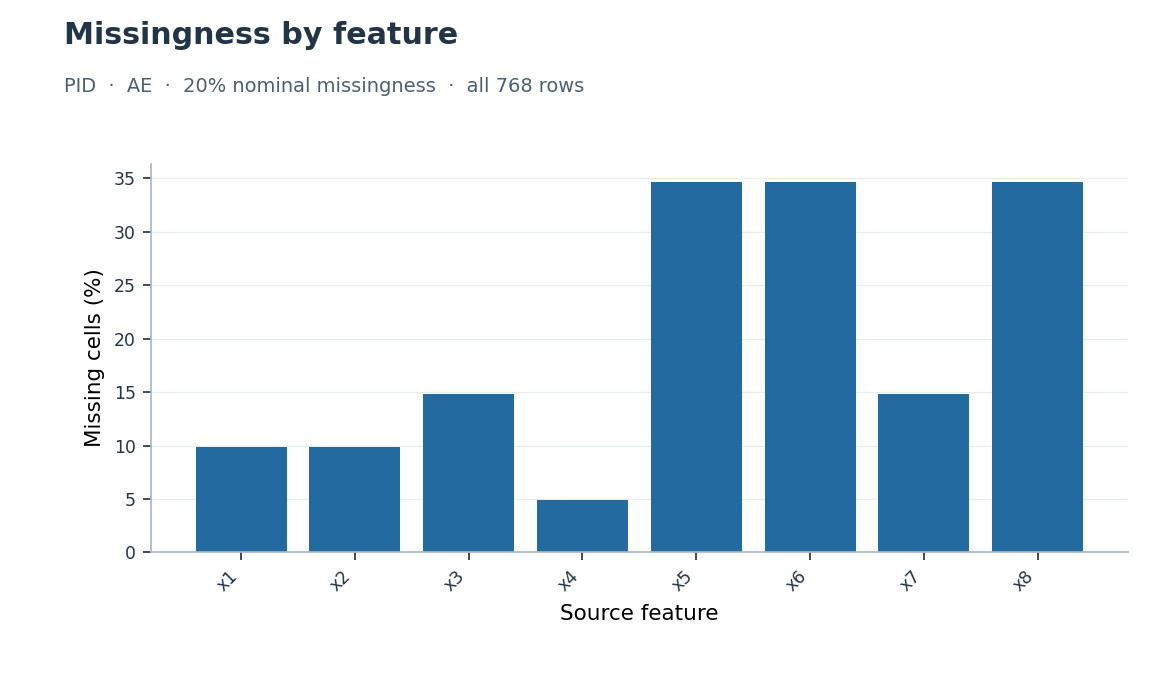 Missingness by feature
PID · AE · 20% nominal missingness · all 768 rows
Missing cells (%)
35
30
25
20
15
10
5
0
x1 x2 x3 x4 x5 x6 x7 x8
Source feature